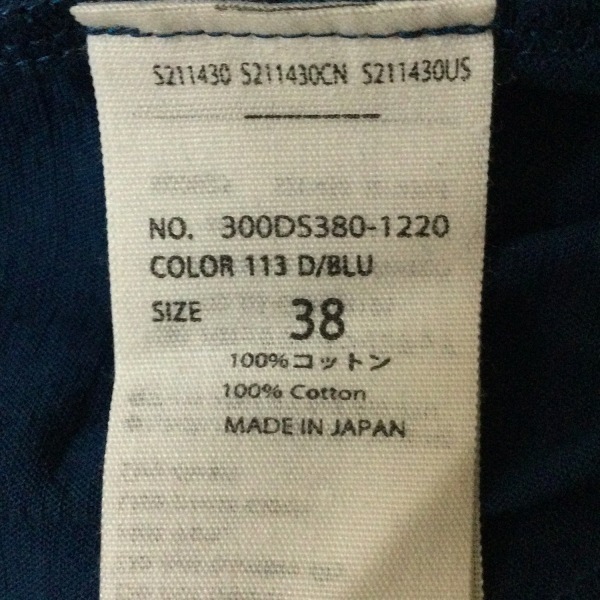 S211430 S211430CN S211430US
NO. 300DS380-1220
COLOR 113 D/BLU
SIZE 38
100%コットン
100% Cotton
MADE IN JAPAN